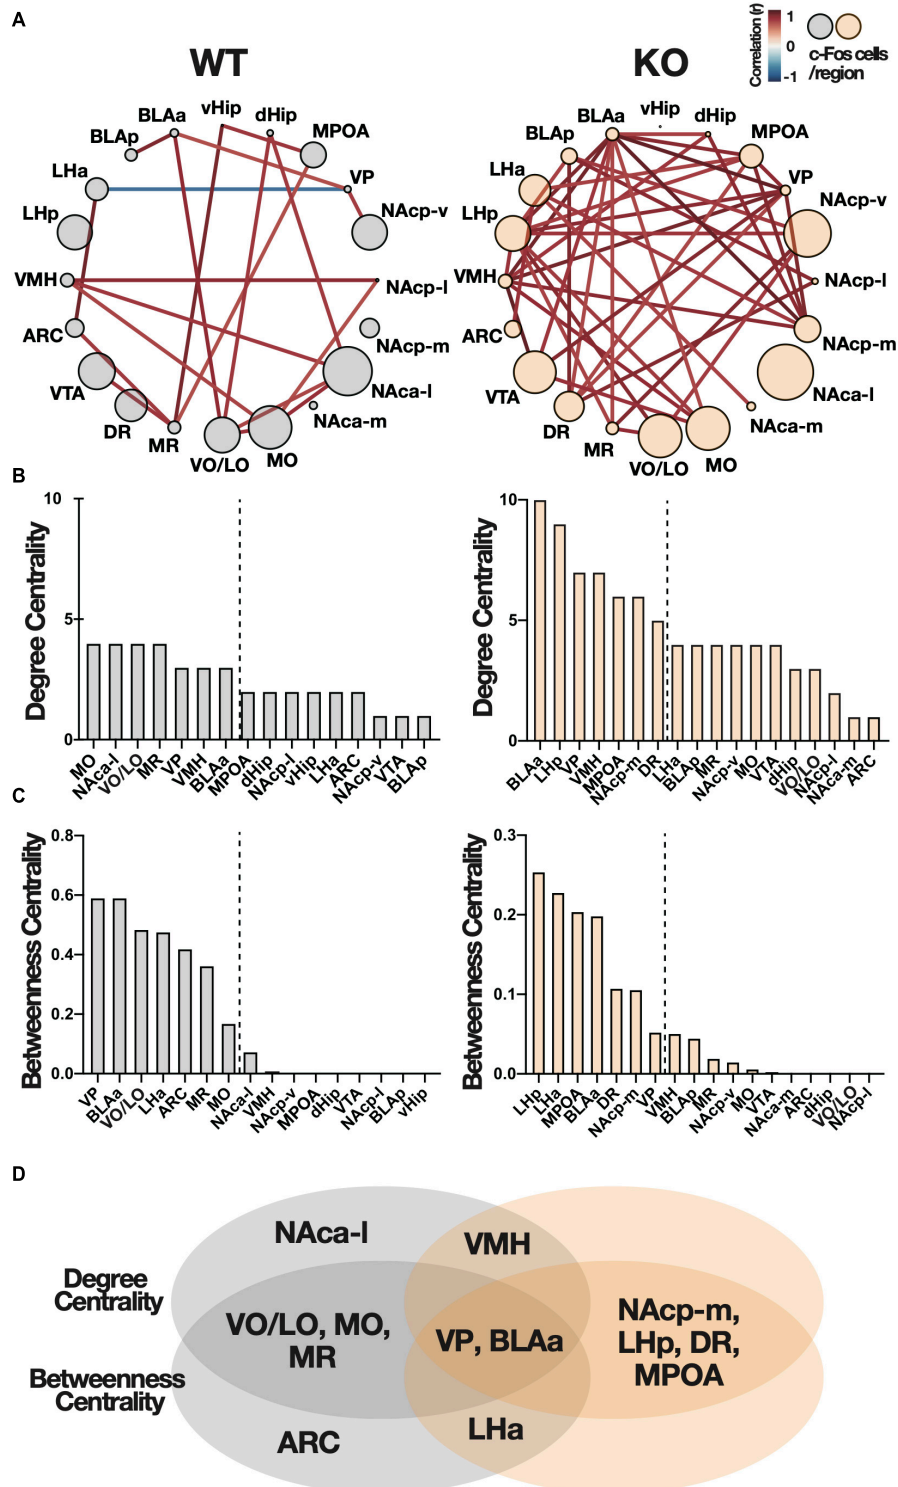 A
WT
KO
Correlation (r)
1
0
-1
c-Fos cells
/region
vHip
BLAa
dHip
BLAp
MPOA
LHa
VP
LHp
NAcp-v
VMH
NAcp-l
ARC
NAcp-m
VTA
NAca-l
DR
NAca-m
MR
VO/LO
MO
vHip
BLAa
dHip
BLAp
MPOA
LHa
VP
LHp
NAcp-v
VMH
NAcp-l
ARC
NAcp-m
VTA
NAca-l
DR
NAca-m
MR
VO/LO
MO
B
Degree Centrality
10
5
0
MO
NAca-l
VO/LO
MR
VP
VMH
BLAa
MPOA
dHip
NAcp-l
vHip
LHa
ARC
NAcp-v
VTA
BLAp
Degree Centrality
10
5
0
BLAa
LHp
VP
VMH
MPOA
NAcp-m
DR
LHa
BLAp
MR
NAcp-v
MO
VTA
dHip
VO/LO
NAcp-l
NAca-m
ARC
C
Betweenness Centrality
0.8
0.6
0.4
0.2
0.0
VP
BLAa
VO/LO
LHa
ARC
MR
MO
NAca-l
VMH
NAcp-v
MPOA
dHip
VTA
NAcp-l
BLAp
vHip
Betweenness Centrality
0.3
0.2
0.1
0.0
LHp
LHa
MPOA
BLAa
DR
NAcp-m
VP
VMH
BLAp
MR
NAcp-v
MO
VTA
NAca-m
ARC
dHip
VO/LO
NAcp-l
D
Degree
Centrality
Betweenness
Centrality
NAca-l
VMH
VO/LO, MO,
MR
VP, BLAa
NAcp-m,
LHp, DR,
MPOA
ARC
LHa